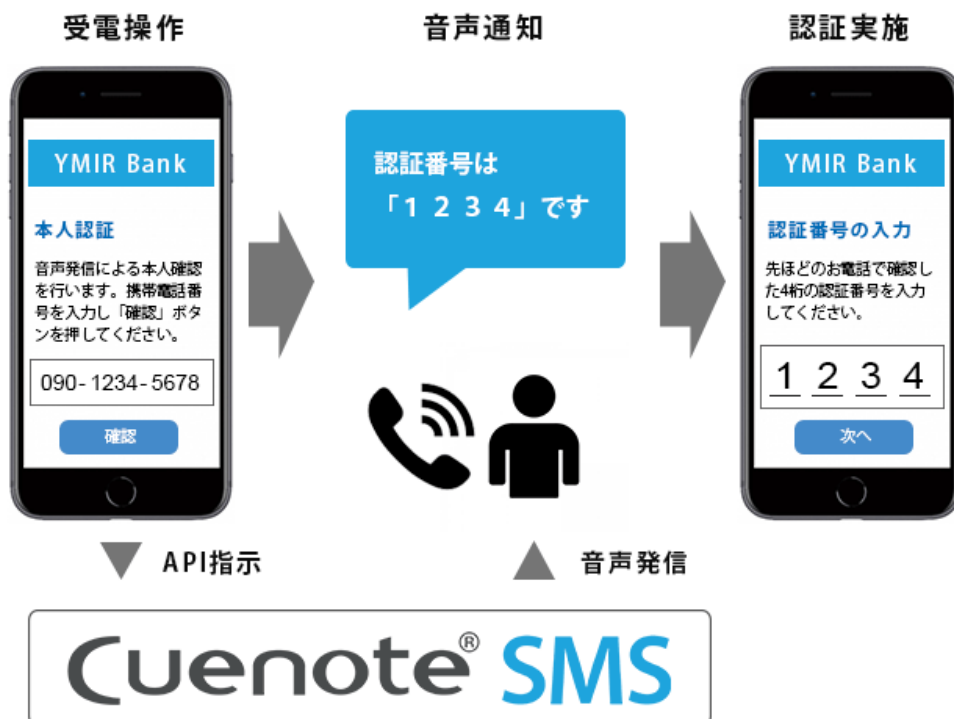 受電操作
音声通知
認証実施
YMIR Bank
本人認証
音声発信による本人確認
を行います。携帯電話番
号を入力し「確認」ボタ
ンを押してください。
090-1234-5678
確認
認証番号は
「1 2 3 4」です
YMIR Bank
認証番号の入力
先ほどのお電話で確認し
た4桁の認証番号を入力
してください。
1 2 3 4
次へ
API指示
音声発信
Cuenote® SMS